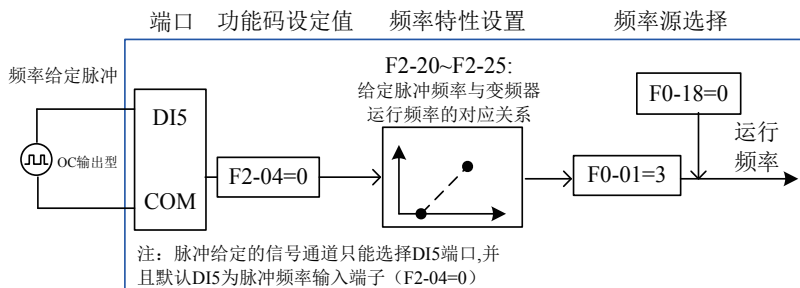 端口
功能码设定值
频率特性设置
频率源选择
频率给定脉冲
OC输出型
DI5
COM
F2-04=0
F2-20~F2-25:
给定脉冲频率与变频器
运行频率的对应关系
F0-18=0
F0-01=3
运行
频率
注：脉冲给定的信号通道只能选择DI5端口,并
且默认DI5为脉冲频率输入端子（F2-04=0）